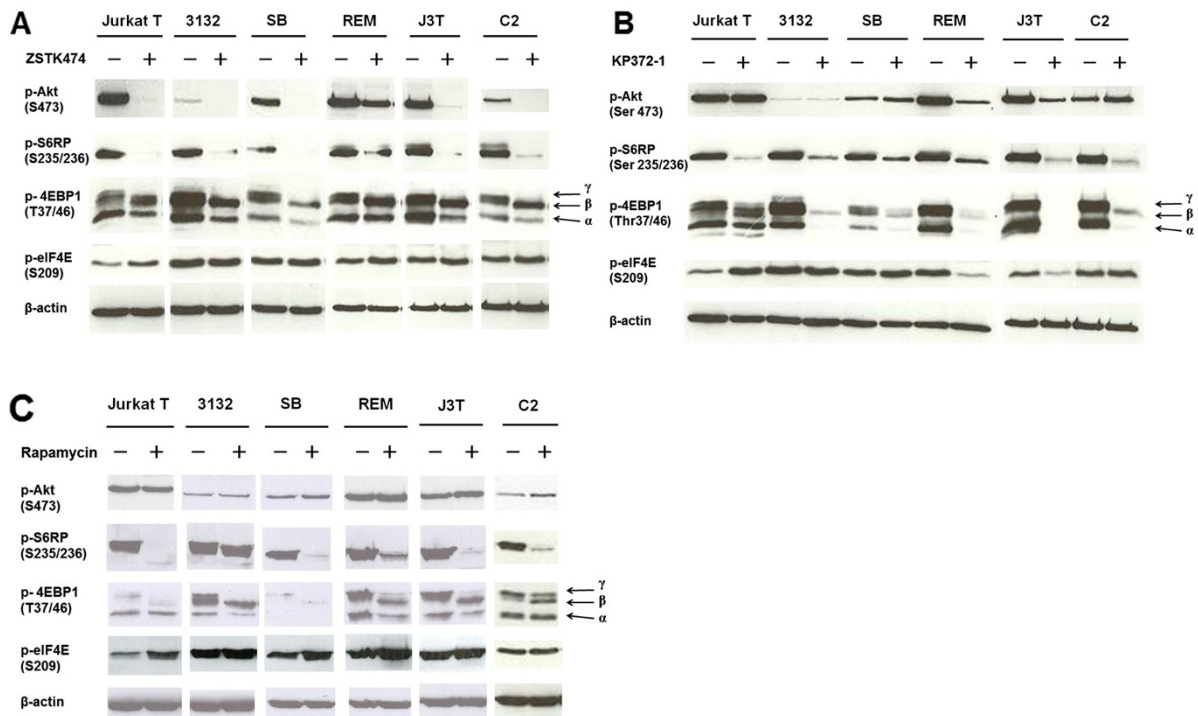 A
Jurkat T 3132 SB REM J3T C2
ZSTK474 − + − + − + − + − + − +
p-Akt
(S473)
p-S6RP
(S235/236)
p- 4EBP1
(T37/46)
γ
β
α
p-eIF4E
(S209)
β-actin
B
Jurkat T 3132 SB REM J3T C2
KP372-1 − + − + − + − + − + − +
p-Akt
(Ser 473)
p-S6RP
(Ser 235/236)
p-4EBP1
(Thr37/46)
γ
β
α
p-eIF4E
(S209)
β-actin
C
Jurkat T 3132 SB REM J3T C2
Rapamycin − + − + − + − + − + − +
p-Akt
(S473)
p-S6RP
(S235/236)
p- 4EBP1
(T37/46)
γ
β
α
p-eIF4E
(S209)
β-actin